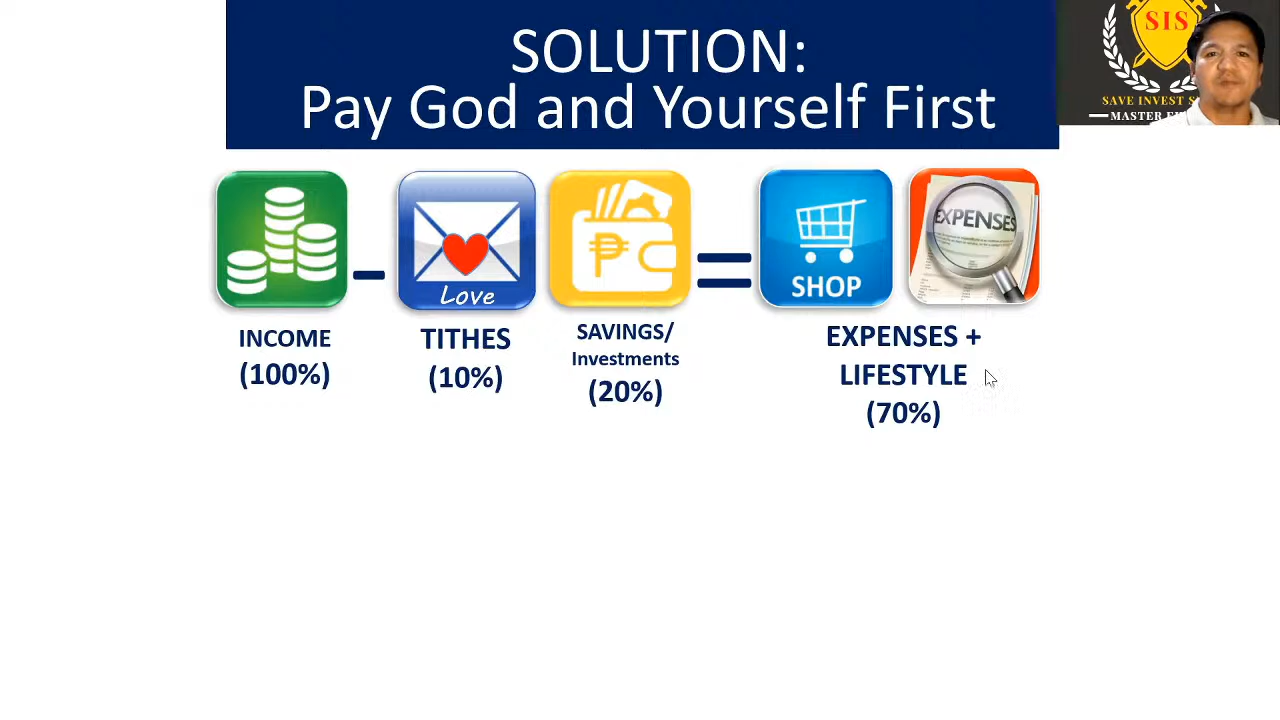 SOLUTION:
Pay God and Yourself First
SIS
SAVE INVEST
MASTER
Love
₱
SHOP
EXPENSES
INCOME
(100%)
TITHES
(10%)
SAVINGS/
Investments
(20%)
EXPENSES +
LIFESTYLE
(70%)